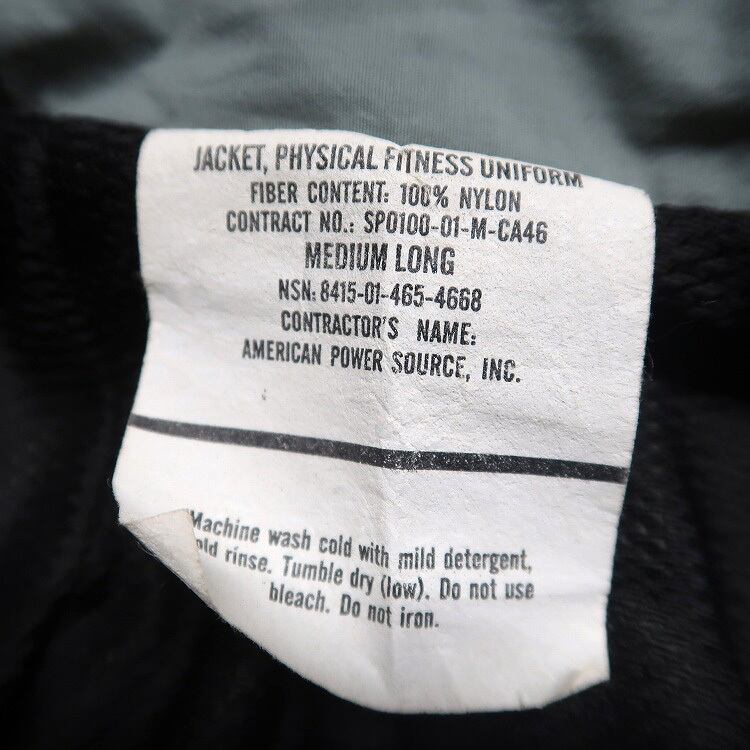 JACKET, PHYSICAL FITNESS UNIFORM
FIBER CONTENT: 100% NYLON
CONTRACT NO.: SPO100-01-M-CA46
MEDIUM LONG
NSN: 8415-01-465-4668
CONTRACTOR'S NAME:
AMERICAN POWER SOURCE, INC.
Machine wash cold with mild detergent,
rinse. Tumble dry (low). Do not use
bleach. Do not iron.